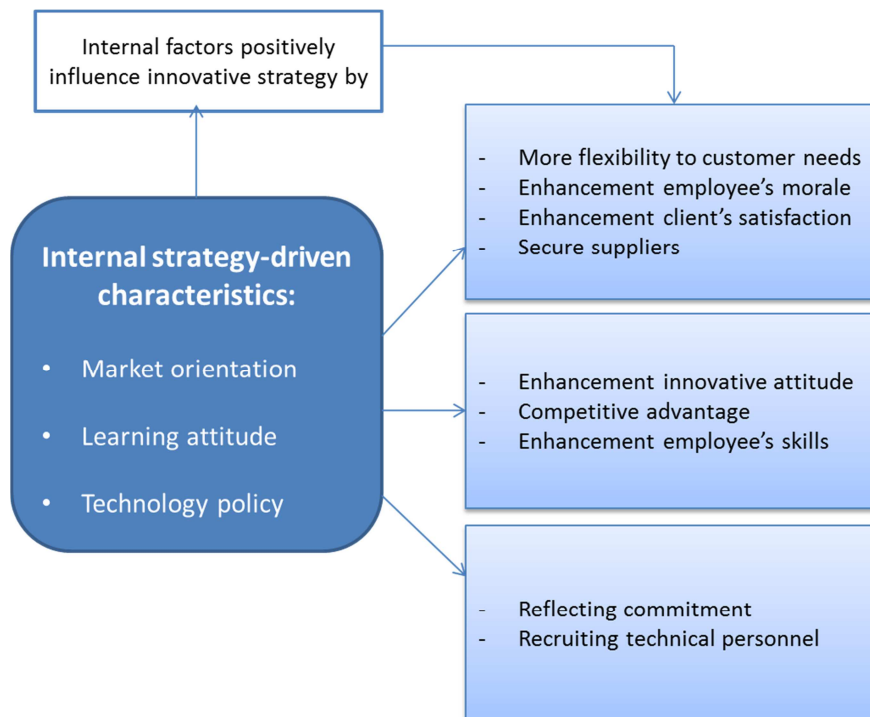 Internal factors positively
influence innovative strategy by
Internal strategy-driven
characteristics:
• Market orientation
• Learning attitude
• Technology policy
- More flexibility to customer needs
- Enhancement employee’s morale
- Enhancement client’s satisfaction
- Secure suppliers
- Enhancement innovative attitude
- Competitive advantage
- Enhancement employee’s skills
- Reflecting commitment
- Recruiting technical personnel